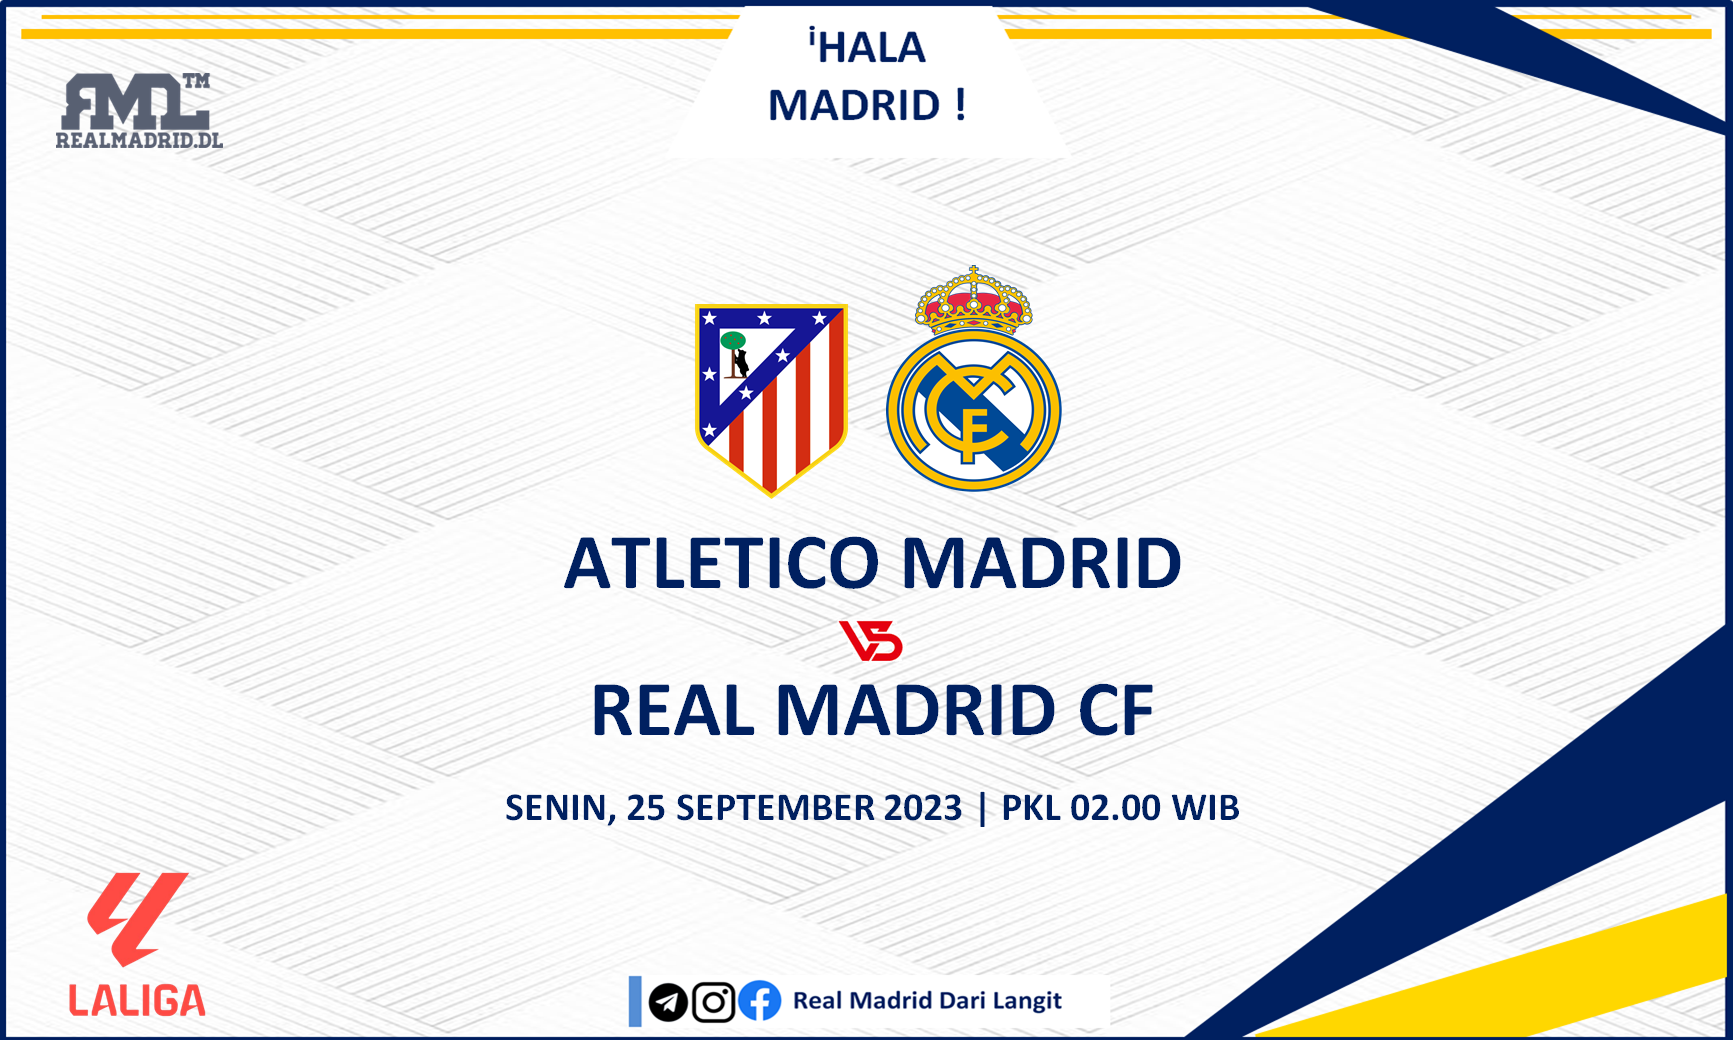 ¡HALA
MADRID !
RML™
REALMADRID.DL
ATLETICO MADRID
VS
REAL MADRID CF
SENIN, 25 SEPTEMBER 2023 | PKL 02.00 WIB
LALIGA
Real Madrid Dari Langit